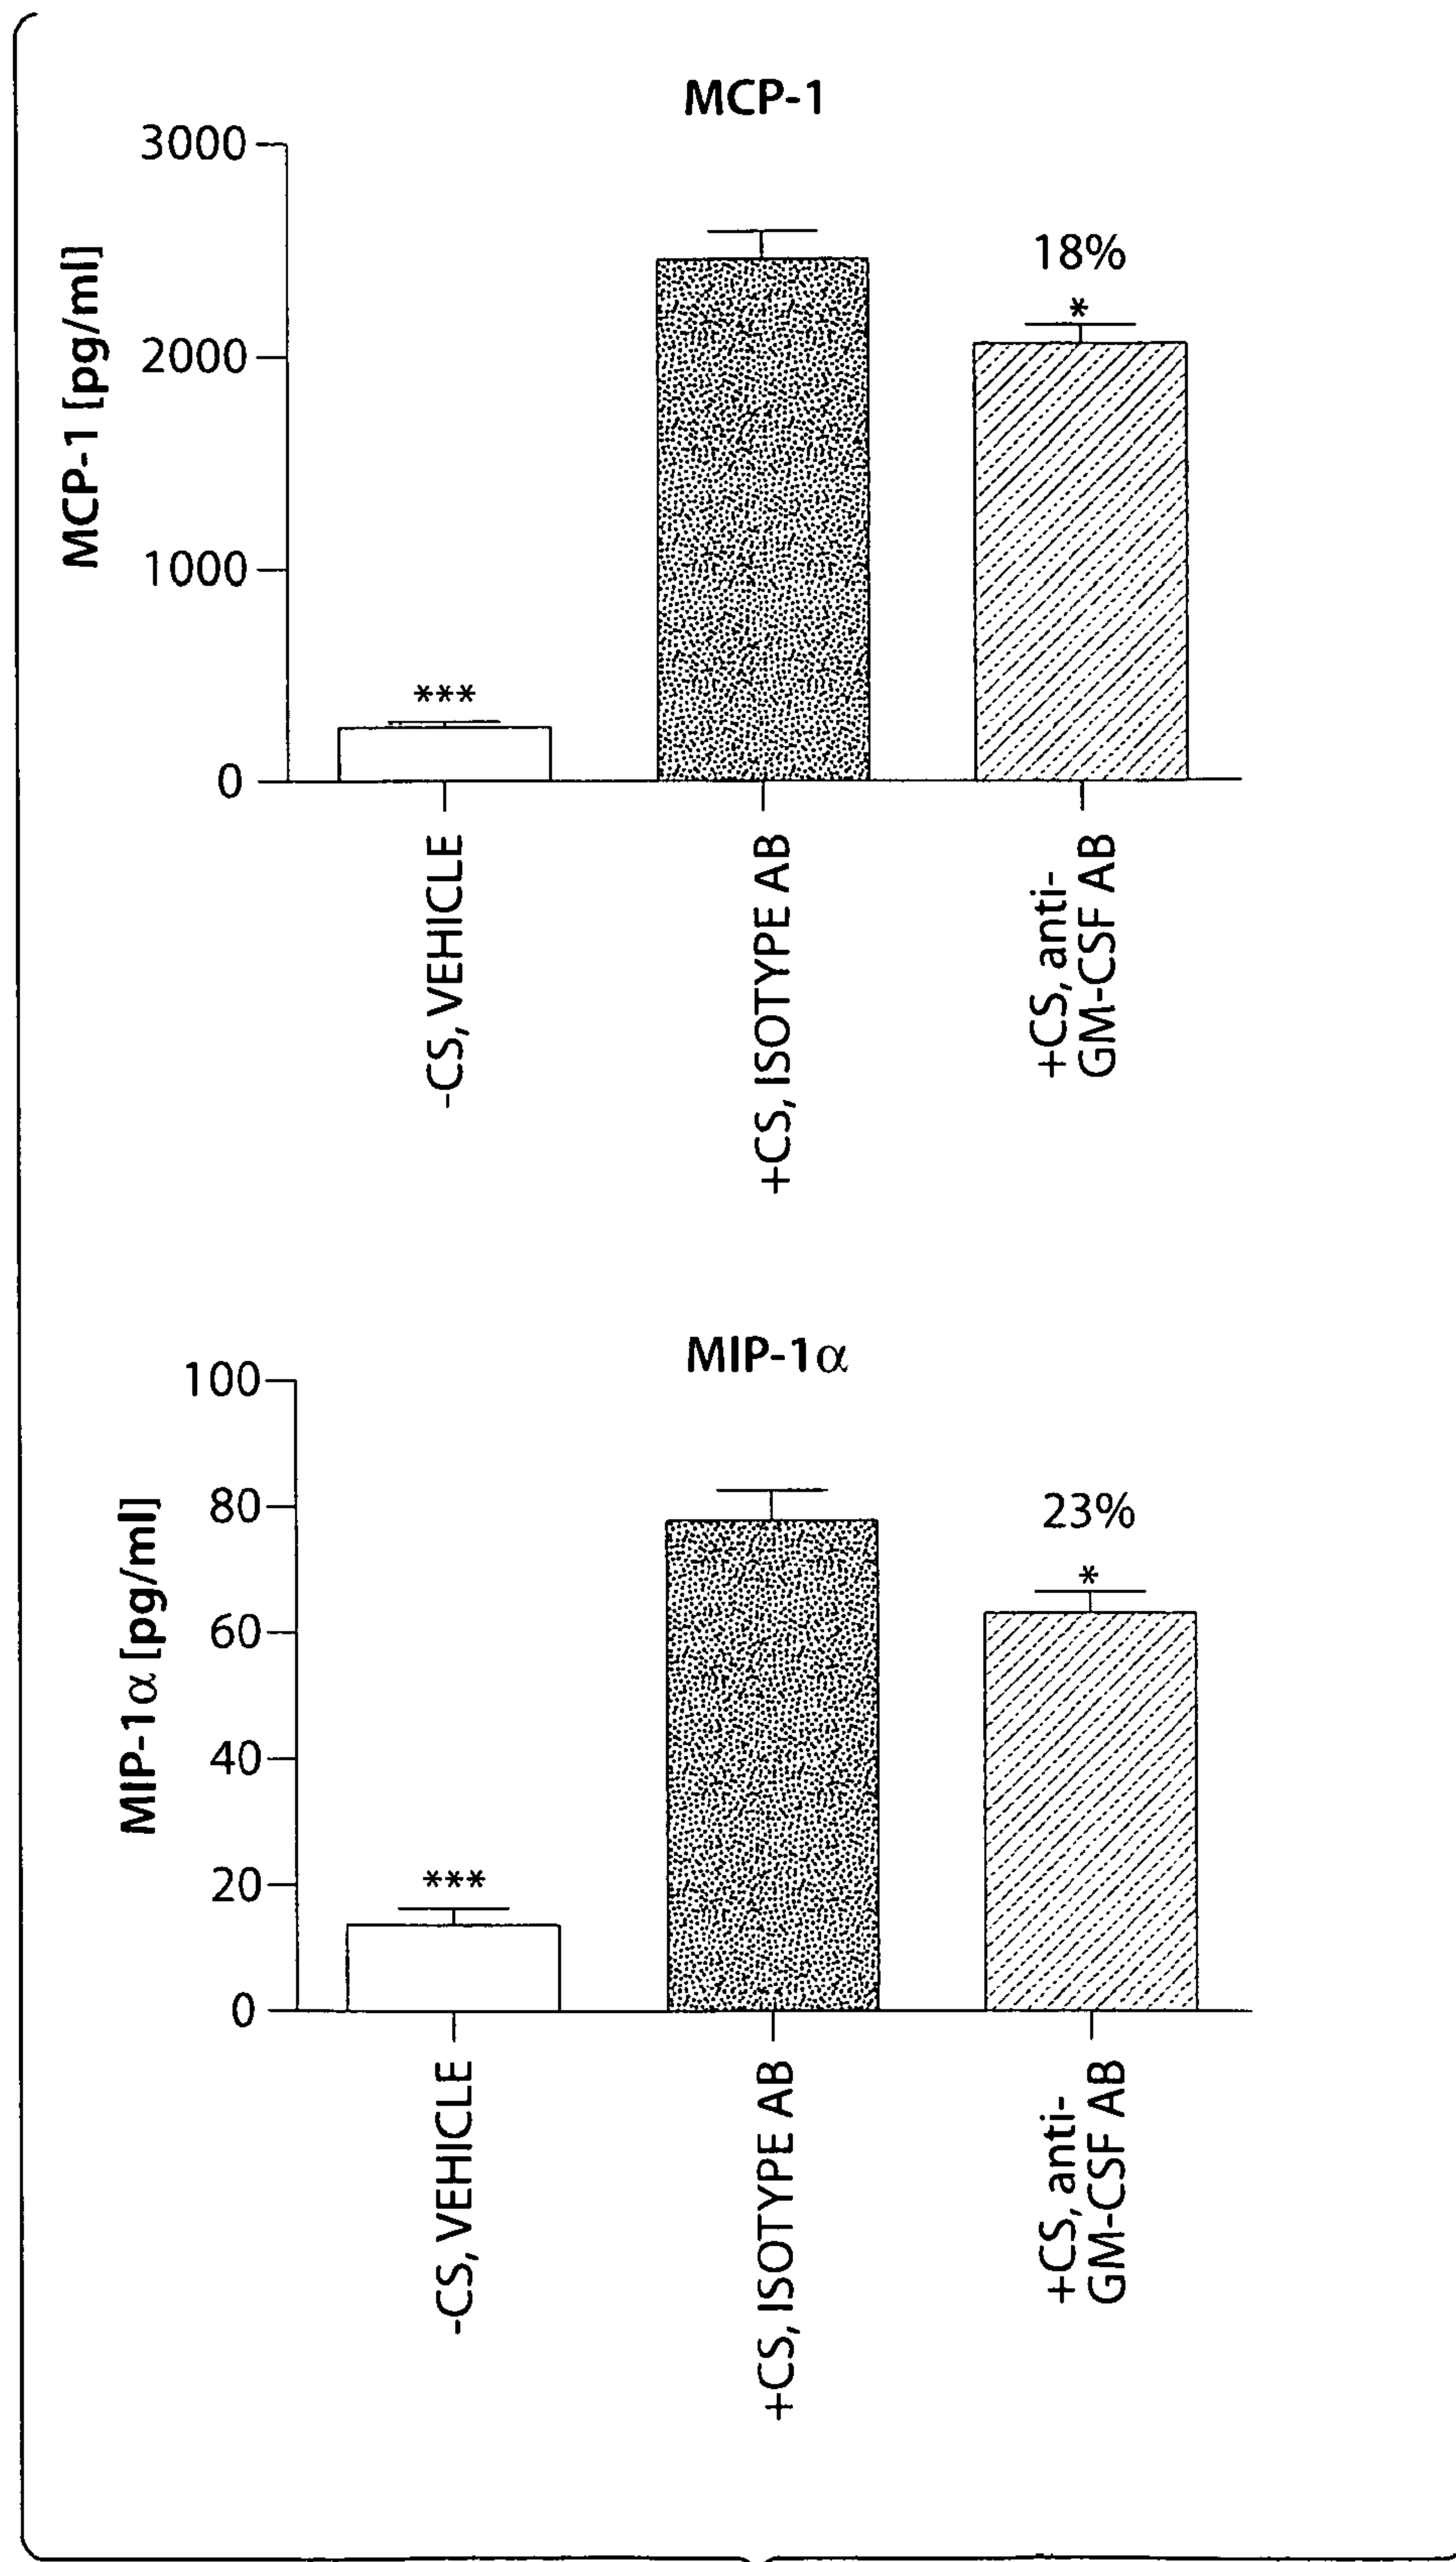 MCP-1
MCP-1 [pg/ml]
3000
2000
1000
0
18%
*
***
-CS, VEHICLE
+CS, ISOTYPE AB
+CS, anti-
GM-CSF AB
MIP-1α
MIP-1α [pg/ml]
100
80
60
40
20
0
23%
*
***
-CS, VEHICLE
+CS, ISOTYPE AB
+CS, anti-
GM-CSF AB